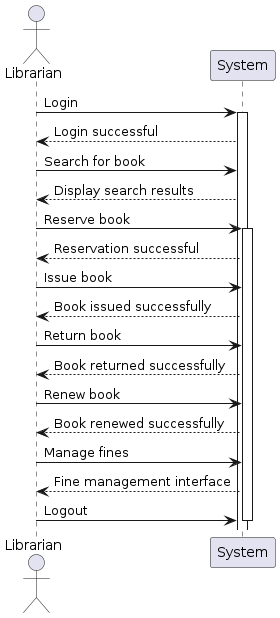 Librarian
System
Login
Login successful
Search for book
Display search results
Reserve book
Reservation successful
Issue book
Book issued successfully
Return book
Book returned successfully
Renew book
Book renewed successfully
Manage fines
Fine management interface
Logout
Librarian
System